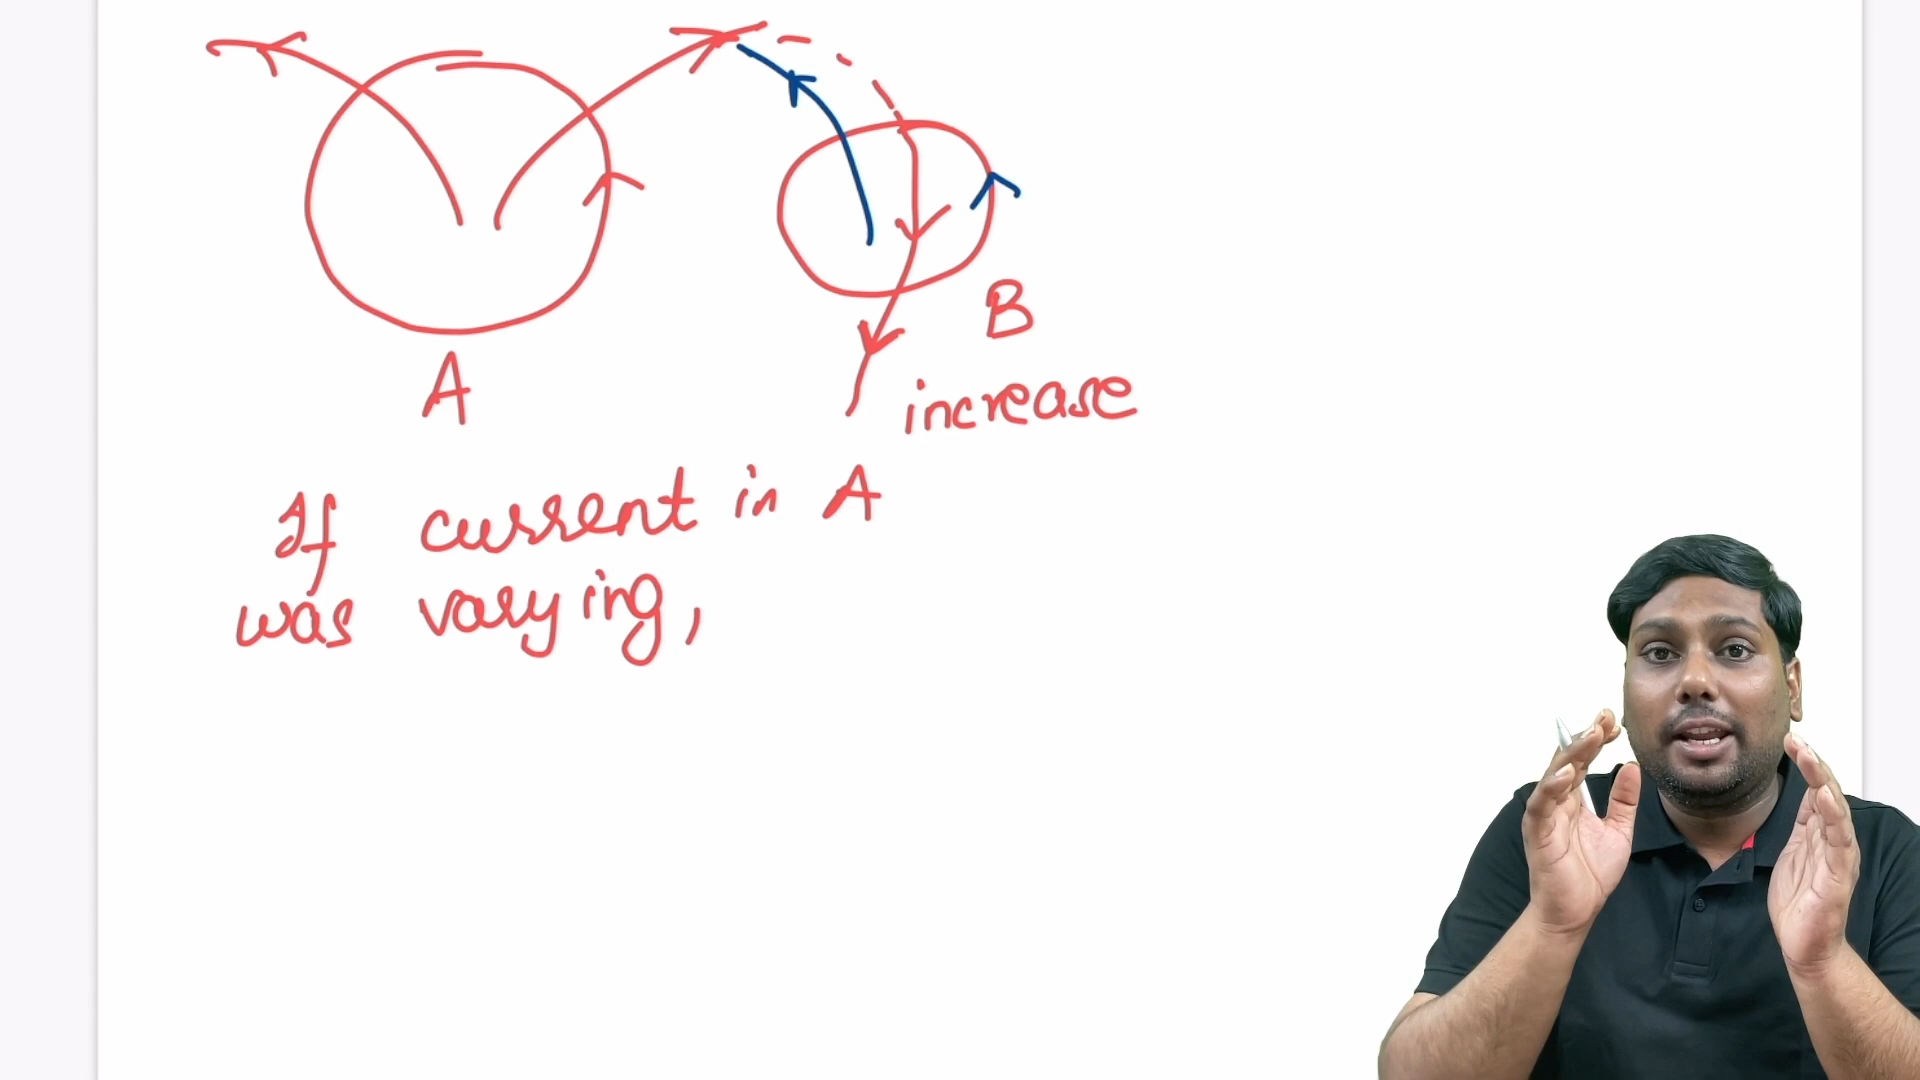 B
A
increase
If current in A
was varying,